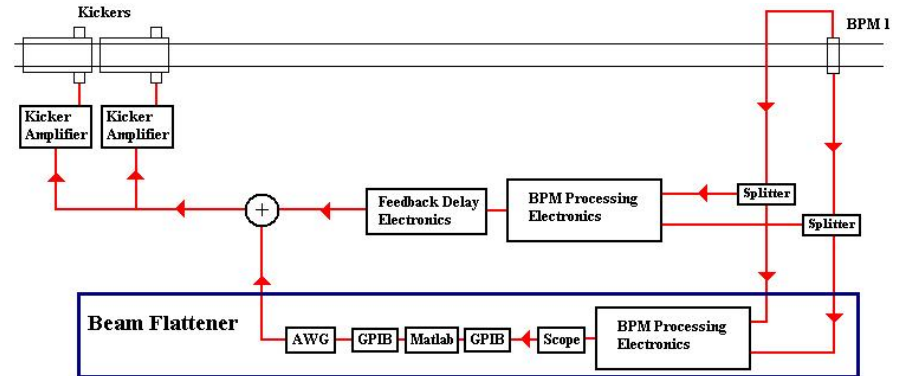 Kickers
BPM 1
Kicker
Amplifier
Kicker
Amplifier
Splitter
Feedback Delay
Electronics
BPM Processing
Electronics
+
Splitter
Beam Flattener
BPM Processing
Electronics
AWG
GPIB
Matlab
GPIB
Scope